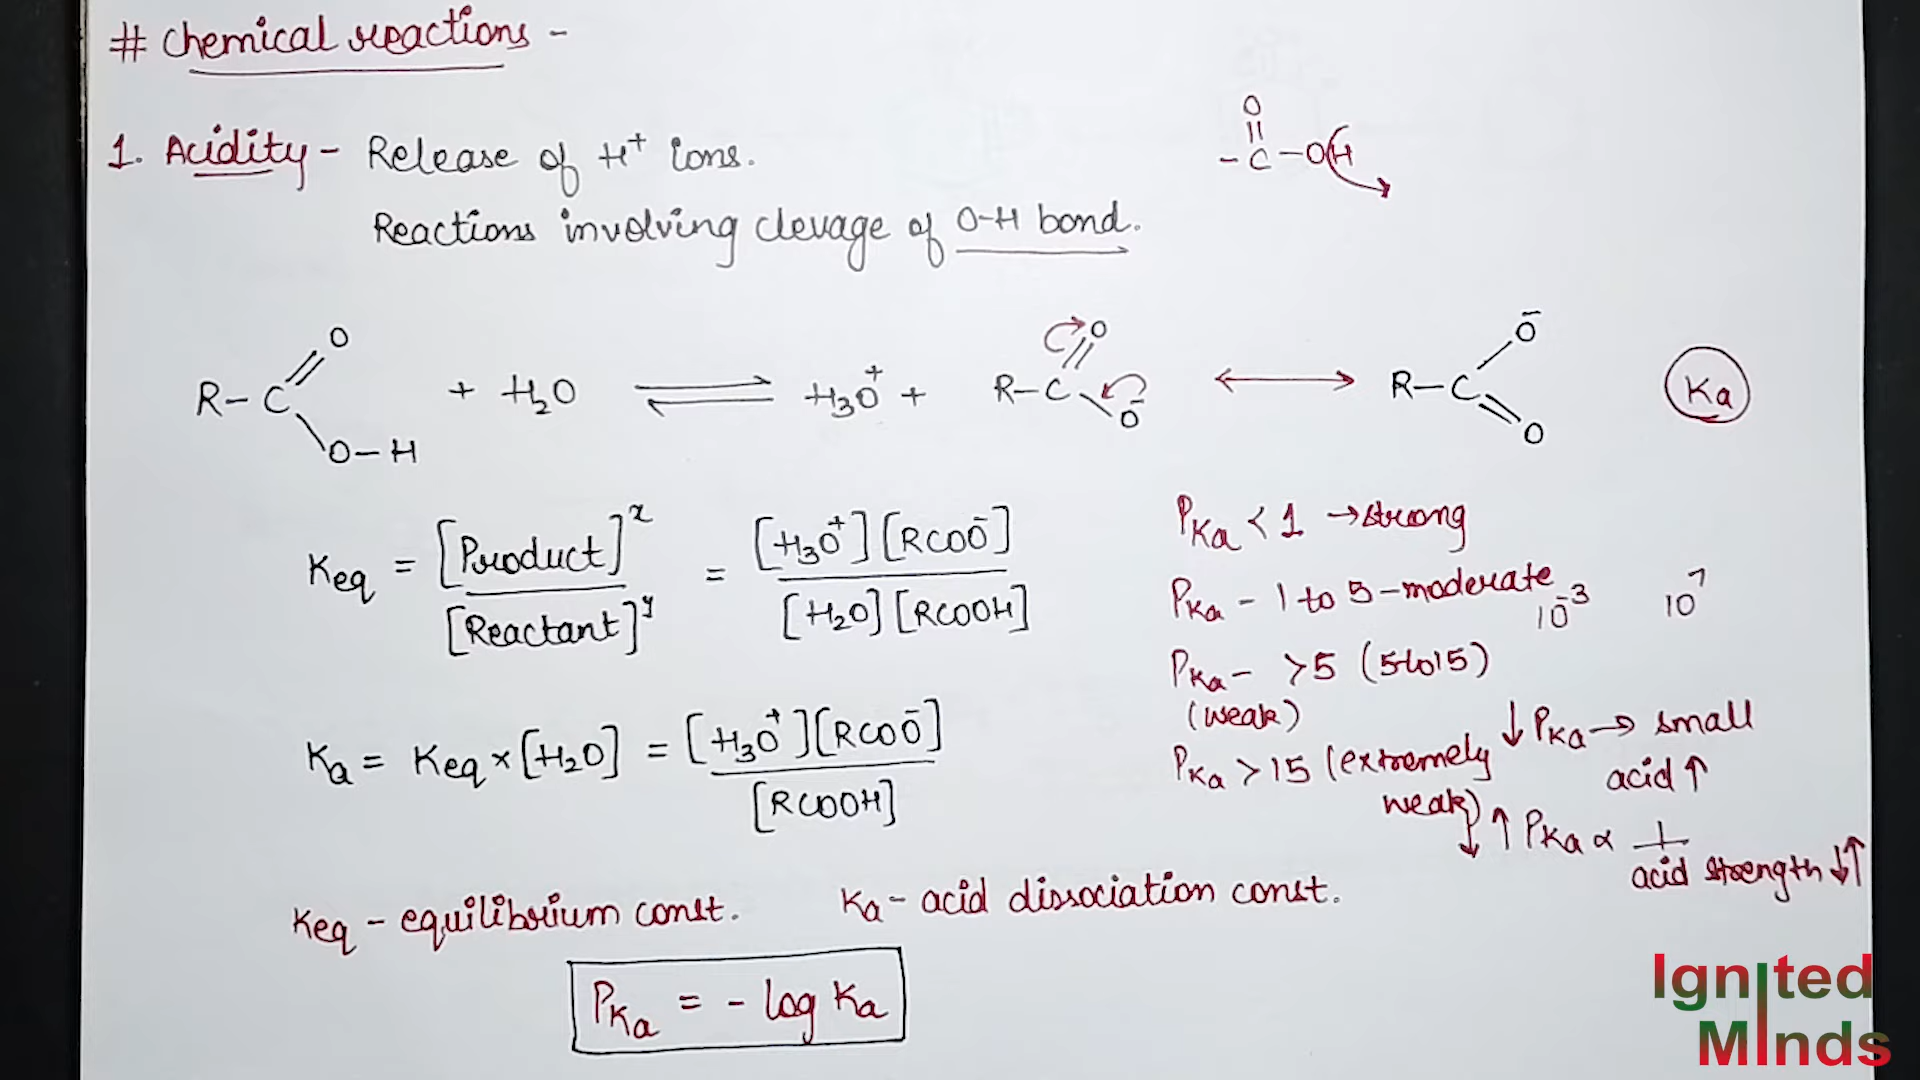 # Chemical reactions -
1. Acidity - Release of H⁺ ions.
Reactions involving clevage of O-H bond.
O
||
- C - OH
R - C = O
O - H
+ H₂O ⇌ H₃O⁺ + R - C = O
O⁻
↔ R - C - O⁻
= O
Ka
Keq = [Product]ˣ / [Reactant]ʸ = [H₃O⁺][RCOO⁻] / [H₂O][RCOOH]
Ka = Keq × [H₂O] = [H₃O⁺][RCOO⁻] / [RCOOH]
PKa < 1 → strong
PKa - 1 to 5 - moderate
10⁻³ 10⁷
PKa - >5 (5 to 15)
(weak)
PKa > 15 (extremely
weak)
↓ PKa → small
acid ↑
↓ ↑ PKa ∝ 1 / acid strength ↓↑
Keq - equilibrium const. Ka - acid dissociation const.
PKa = - log Ka
Ignited
Minds